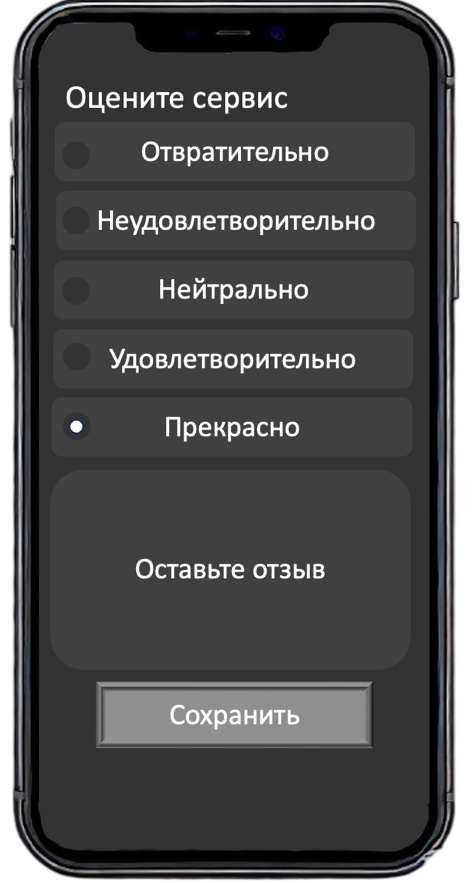 Оцените сервис
Отвратительно
Неудовлетворительно
Нейтрально
Удовлетворительно
Прекрасно
Оставьте отзыв
Сохранить